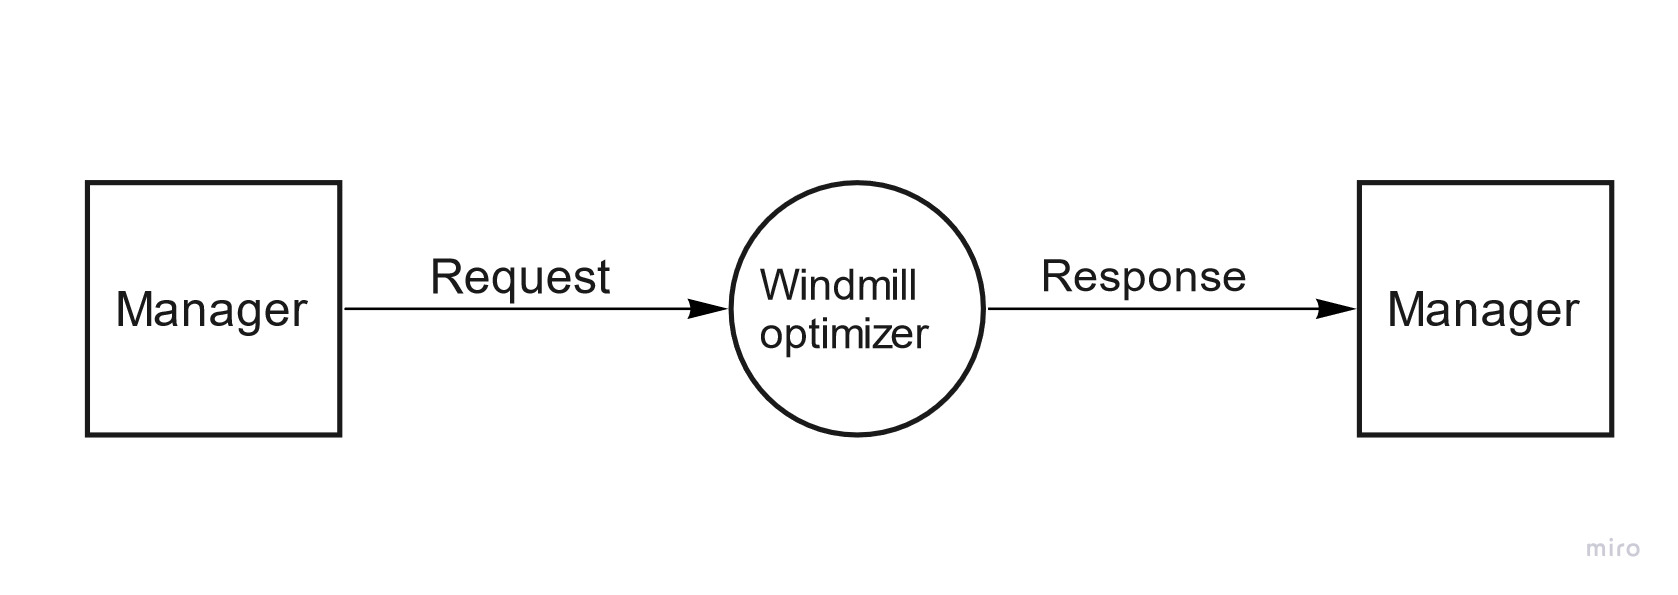 Manager
Request
Windmill
optimizer
Response
Manager
miro